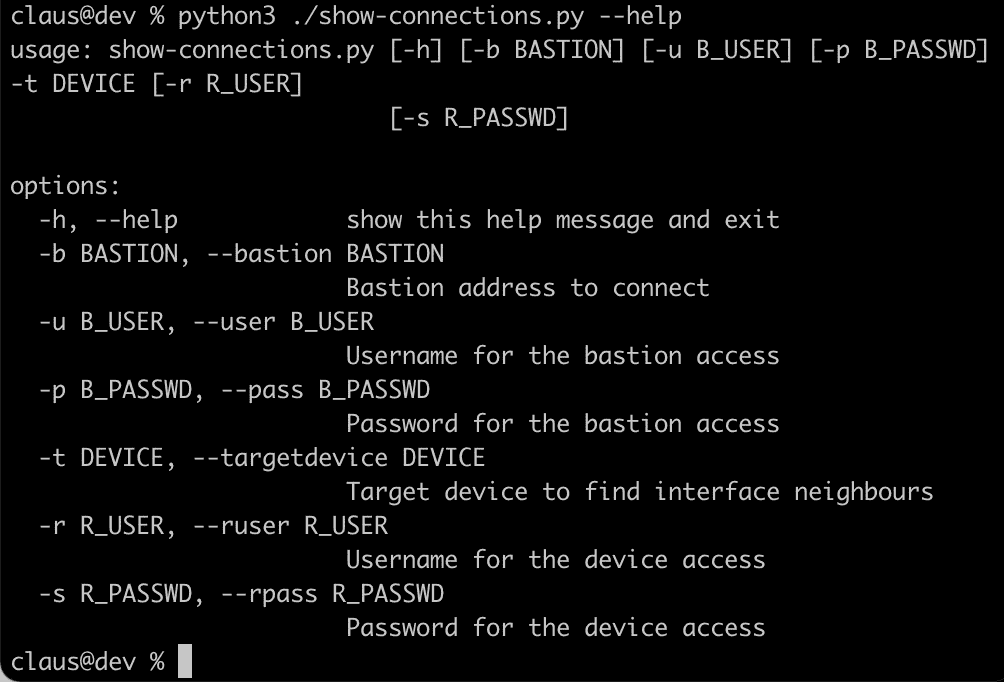 claus@dev % python3 ./show-connections.py --help
usage: show-connections.py [-h] [-b BASTION] [-u B_USER] [-p B_PASSWD]
-t DEVICE [-r R_USER]
                           [-s R_PASSWD]

options:
  -h, --help            show this help message and exit
  -b BASTION, --bastion BASTION
                        Bastion address to connect
  -u B_USER, --user B_USER
                        Username for the bastion access
  -p B_PASSWD, --pass B_PASSWD
                        Password for the bastion access
  -t DEVICE, --targetdevice DEVICE
                        Target device to find interface neighbours
  -r R_USER, --ruser R_USER
                        Username for the device access
  -s R_PASSWD, --rpass R_PASSWD
                        Password for the device access
claus@dev %